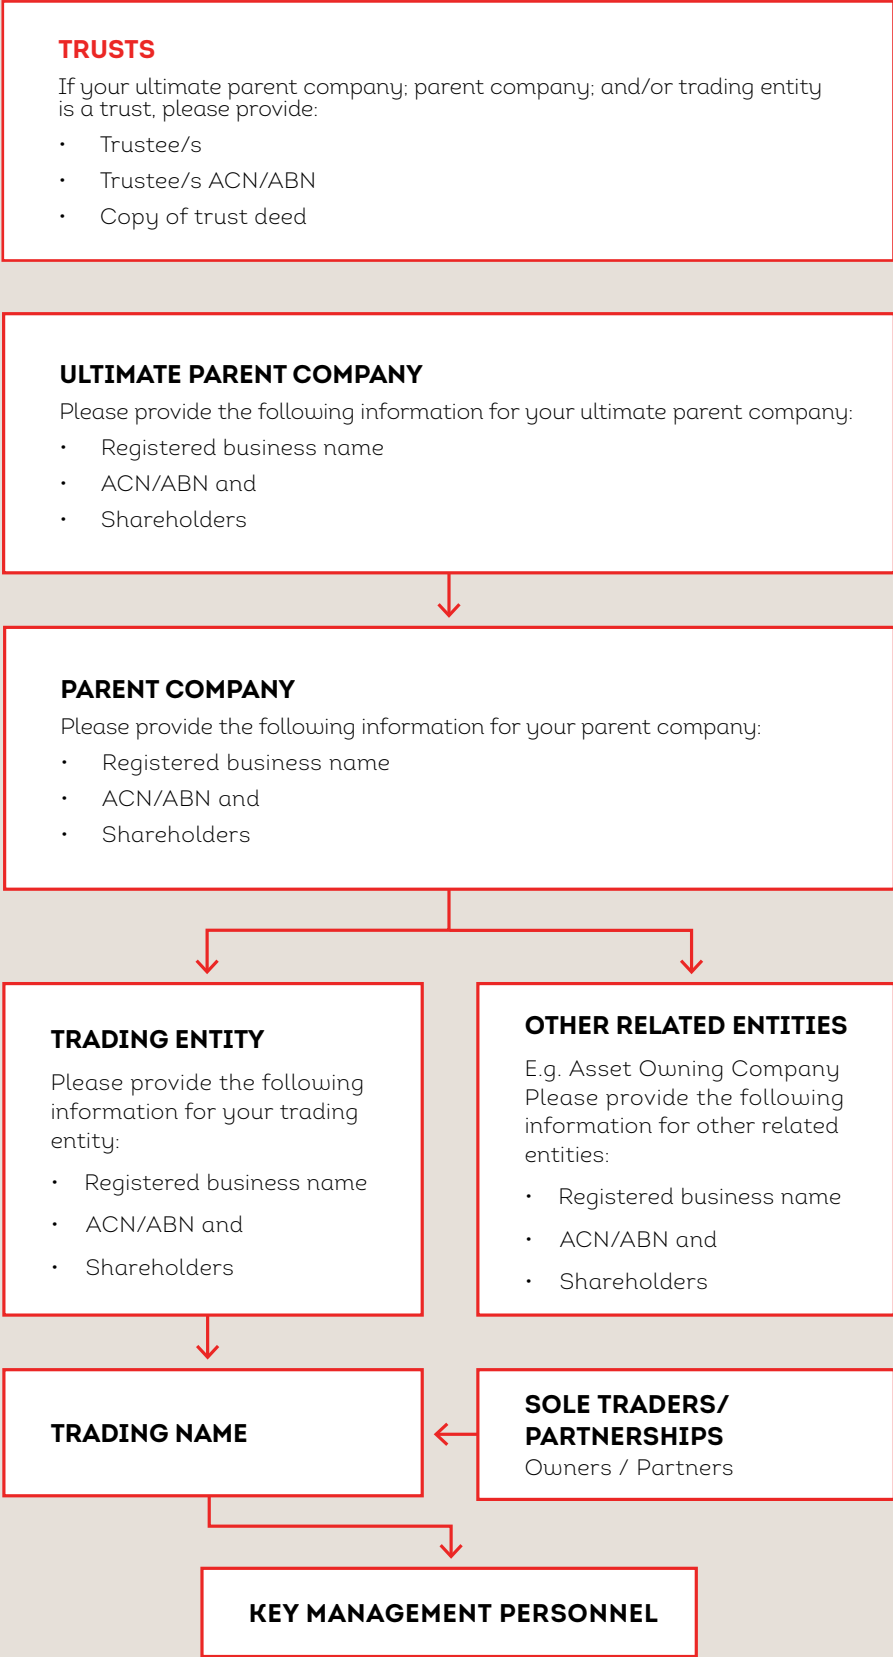 TRUSTS
If your ultimate parent company; parent company; and/or trading entity
is a trust, please provide:
• Trustee/s
• Trustee/s ACN/ABN
• Copy of trust deed
ULTIMATE PARENT COMPANY
Please provide the following information for your ultimate parent company:
• Registered business name
• ACN/ABN and
• Shareholders
PARENT COMPANY
Please provide the following information for your parent company:
• Registered business name
• ACN/ABN and
• Shareholders
TRADING ENTITY
Please provide the following
information for your trading
entity:
• Registered business name
• ACN/ABN and
• Shareholders
OTHER RELATED ENTITIES
E.g. Asset Owning Company
Please provide the following
information for other related
entities:
• Registered business name
• ACN/ABN and
• Shareholders
TRADING NAME
SOLE TRADERS/
PARTNERSHIPS
Owners / Partners
KEY MANAGEMENT PERSONNEL